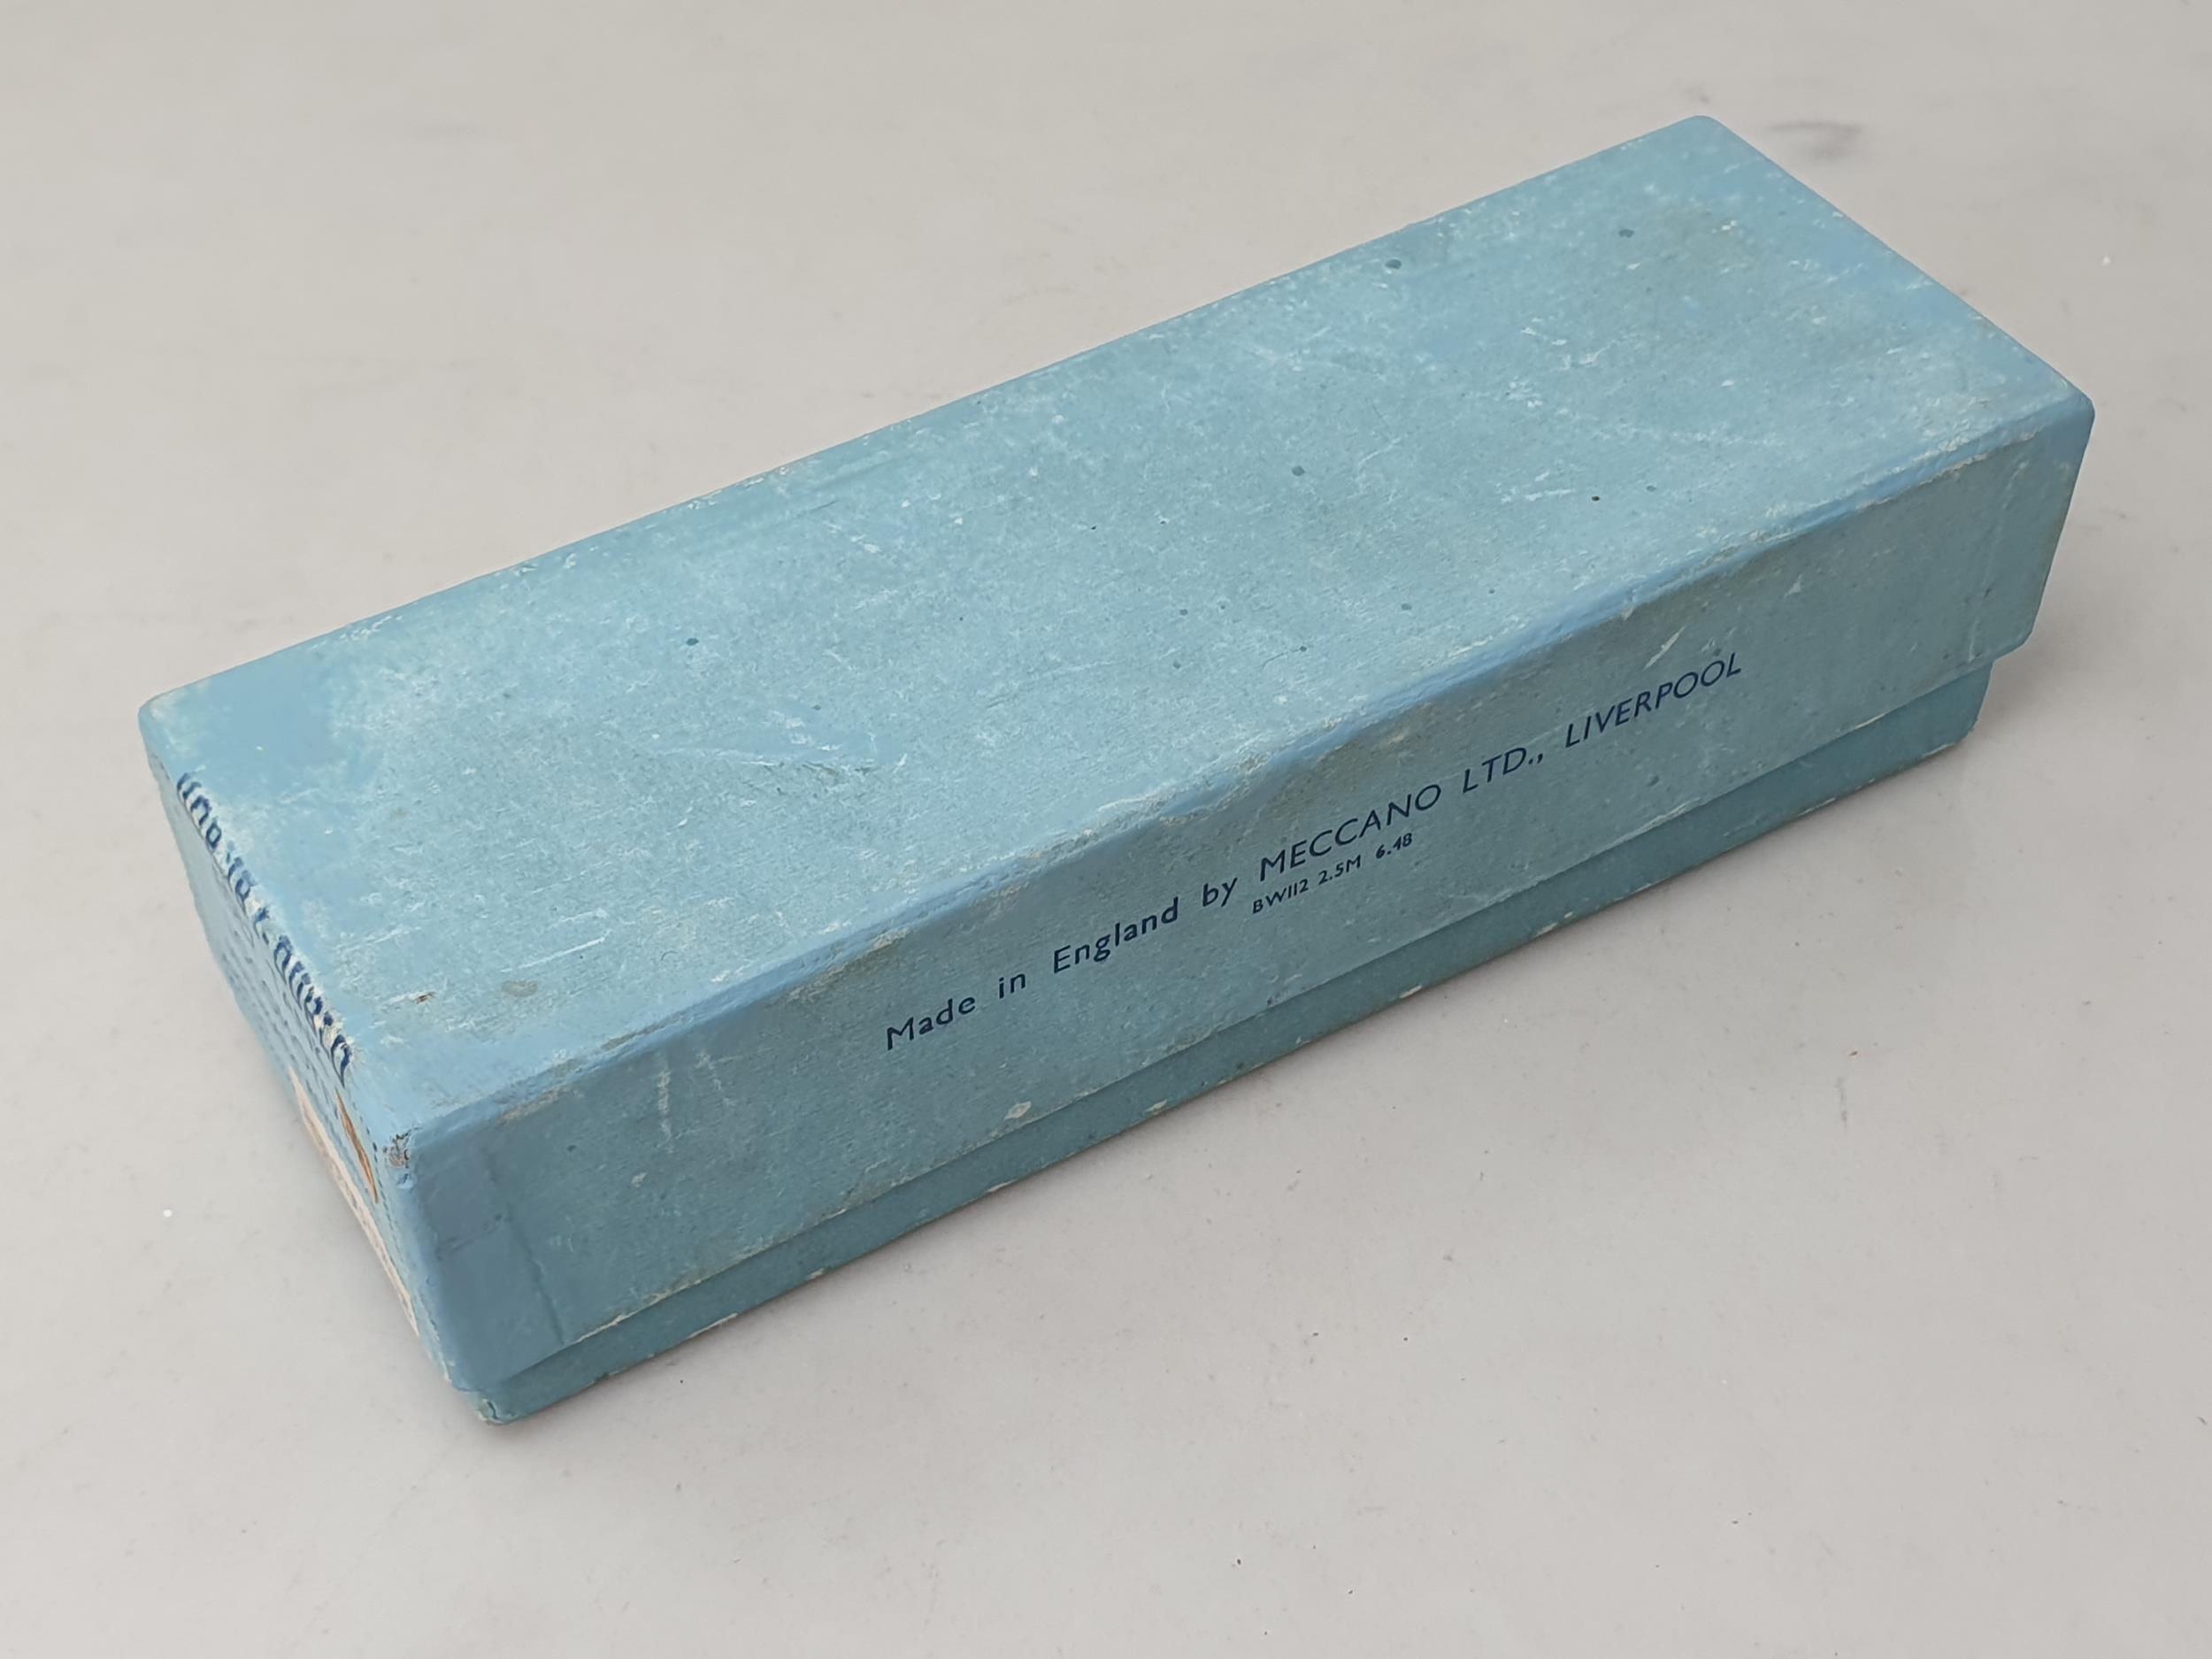 Made in England by MECCANO LTD., LIVERPOOL
BW112 2.5M 6.48